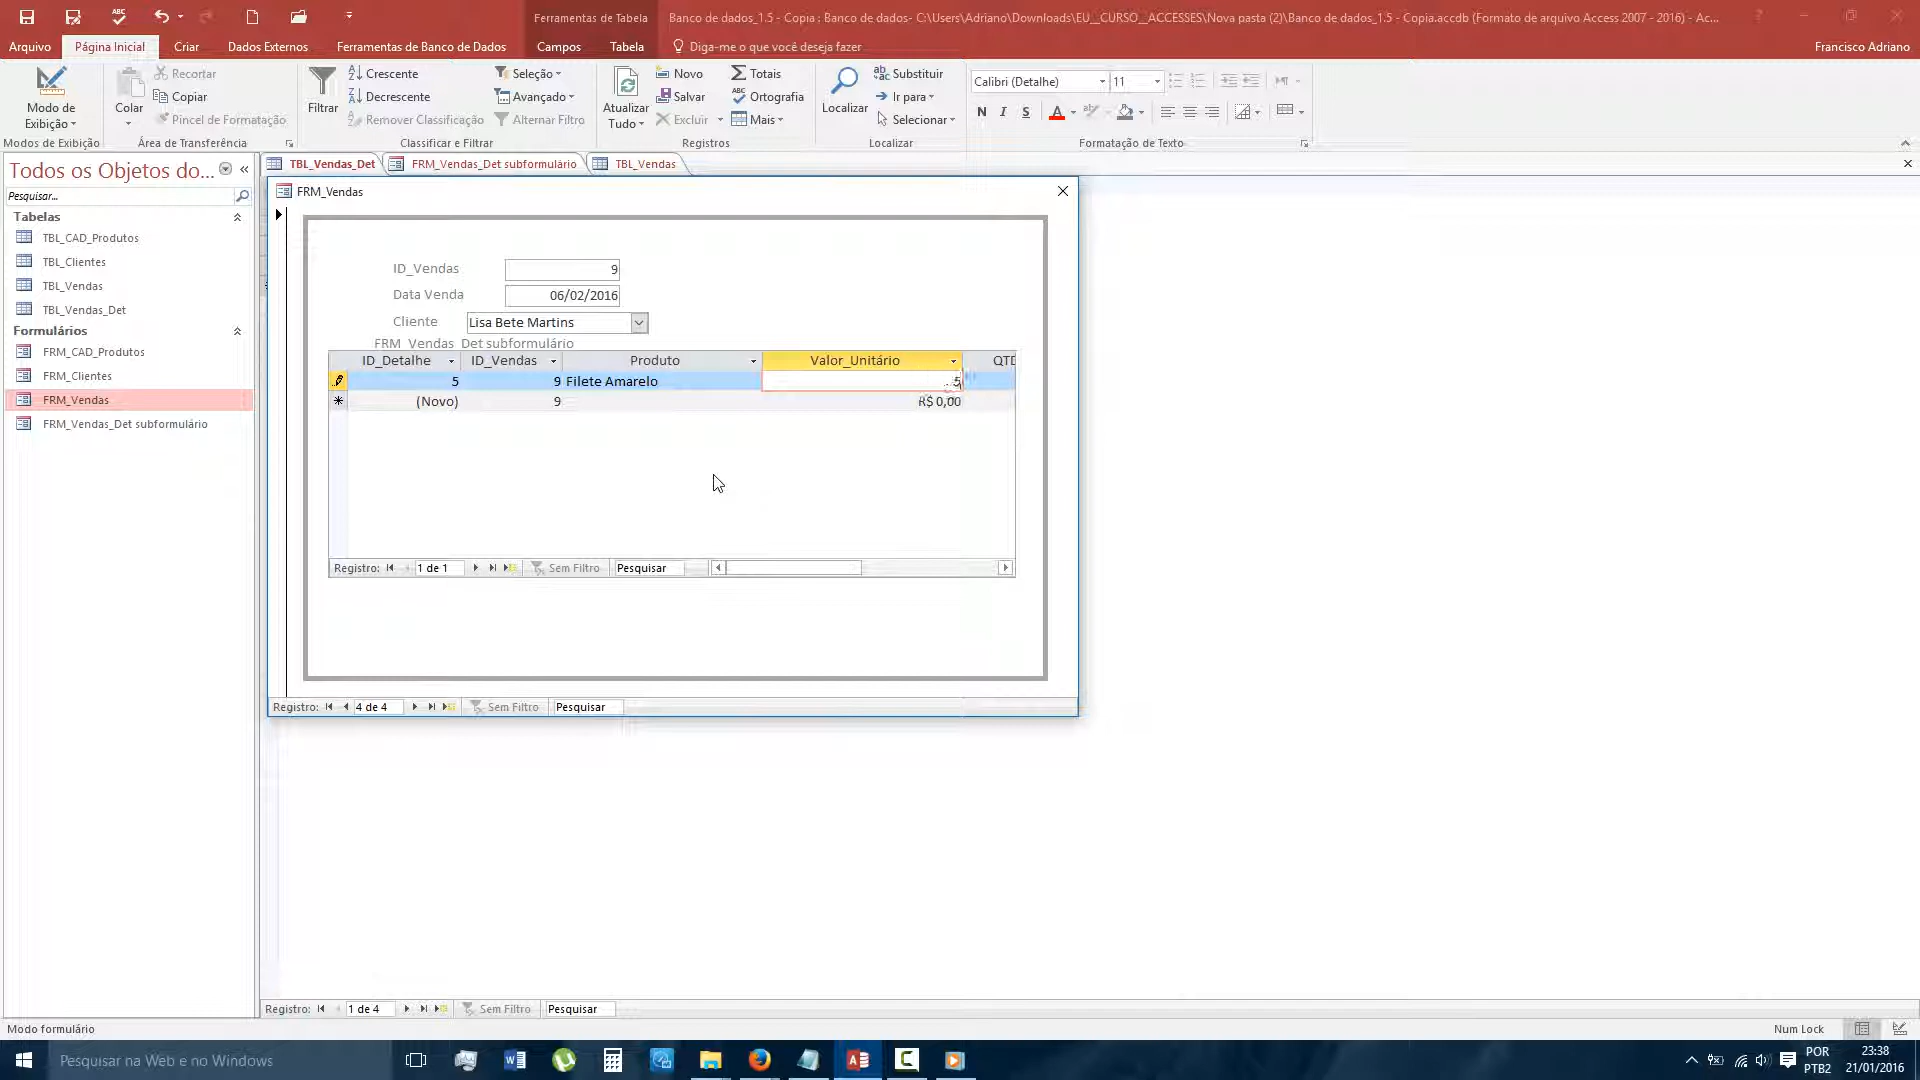 Ferramentas de Tabela
Banco de dados_1.5 - Copia : Banco de dados- C:\Users\Adriano\Downloads\EU__CURSO__ACCESSES\Nova pasta (2)\Banco de dados_1.5 - Copia.accdb (Formato de arquivo Access 2007 - 2016) - Ac...
Arquivo Página Inicial Criar Dados Externos Ferramentas de Banco de Dados Campos Tabela Diga-me o que você deseja fazer Francisco Adriano
Modo de Exibição
Modos de Exibição
Colar
Recortar
Copiar
Pincel de Formatação
Área de Transferência
Filtrar
Crescente
Decrescente
Remover Classificação
Seleção
Avançado
Alternar Filtro
Classificar e Filtrar
Atualizar Tudo
Novo
Salvar
Excluir
Totais
Ortografia
Mais
Registros
Localizar
Substituir
Ir para
Selecionar
Localizar
Calibri (Detalhe) 11
N I S A
Formatação de Texto
Todos os Objetos do...
Pesquisar...
Tabelas
TBL_CAD_Produtos
TBL_Clientes
TBL_Vendas
TBL_Vendas_Det
Formulários
FRM_CAD_Produtos
FRM_Clientes
FRM_Vendas
FRM_Vendas_Det subformulário
TBL_Vendas_Det FRM_Vendas_Det subformulário TBL_Vendas
FRM_Vendas
ID_Vendas 9
Data Venda 06/02/2016
Cliente Lisa Bete Martins
FRM_Vendas_Det subformulário
ID_Detalhe ID_Vendas Produto Valor_Unitário QTD
5 9 Filete Amarelo 5
(Novo) 9 R$ 0,00
Registro: 1 de 1 Sem Filtro Pesquisar
Registro: 4 de 4 Sem Filtro Pesquisar
Registro: 1 de 4 Sem Filtro Pesquisar
Modo formulário Num Lock
Pesquisar na Web e no Windows
POR
PTB2
23:38
21/01/2016